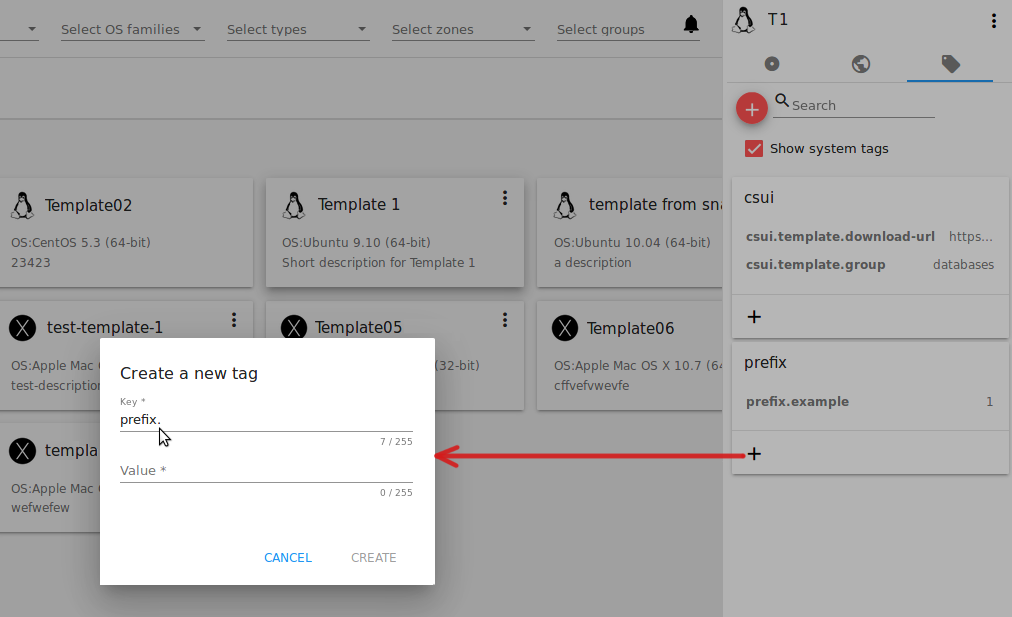 Select OS families
Select types
Select zones
Select groups
T1
Search
Show system tags
Template02
OS:CentOS 5.3 (64-bit)
23423
Template 1
OS:Ubuntu 9.10 (64-bit)
Short description for Template 1
template from sna
OS:Ubuntu 10.04 (64-bit)
a description
test-template-1
OS:Apple Mac
test-description
Template05
(32-bit)
Template06
OS:Apple Mac OS X 10.7 (64
cffvefvwevfe
templa
OS:Apple Mac
wefwefew
Create a new tag
Key *
prefix.
7 / 255
Value *
0 / 255
CANCEL
CREATE
csui
csui.template.download-url https...
csui.template.group databases
prefix
prefix.example 1